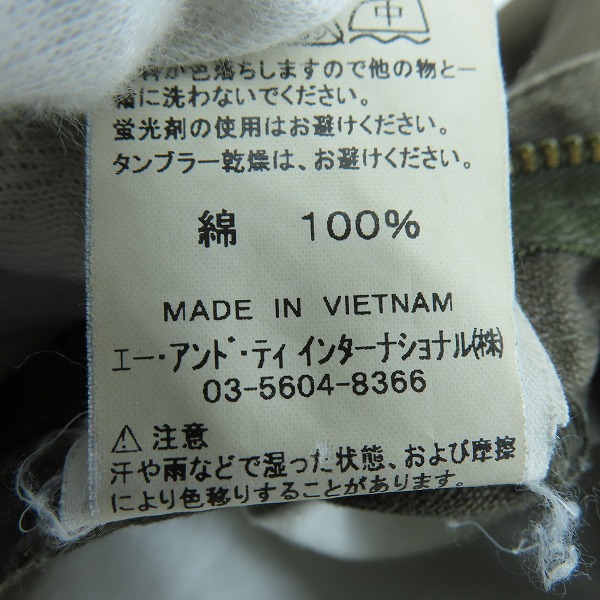 中
料が色落ちしますので他の物と一
緒に洗わないでください。
蛍光剤の使用はお避けください。
タンブラー乾燥は、お避けください。
綿 100%
MADE IN VIETNAM
エー・アンド・ティ インターナショナル(株)
03-5604-8366
⚠ 注意
汗や雨などで湿った状態、および摩擦
により色移りすることがあります。